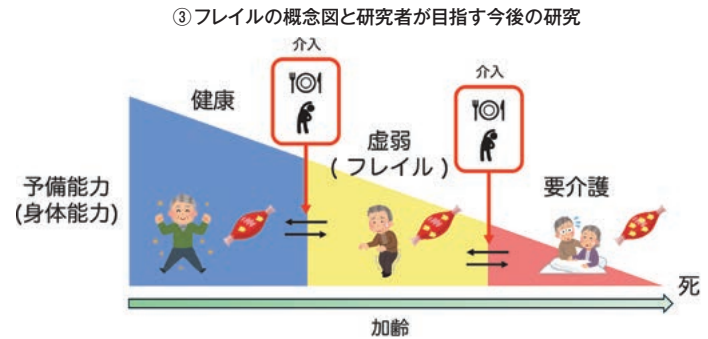 ③フレイルの概念図と研究者が目指す今後の研究
介入
健康
介入
虚弱
(フレイル)
予備能力
(身体能力)
要介護
死
加齢